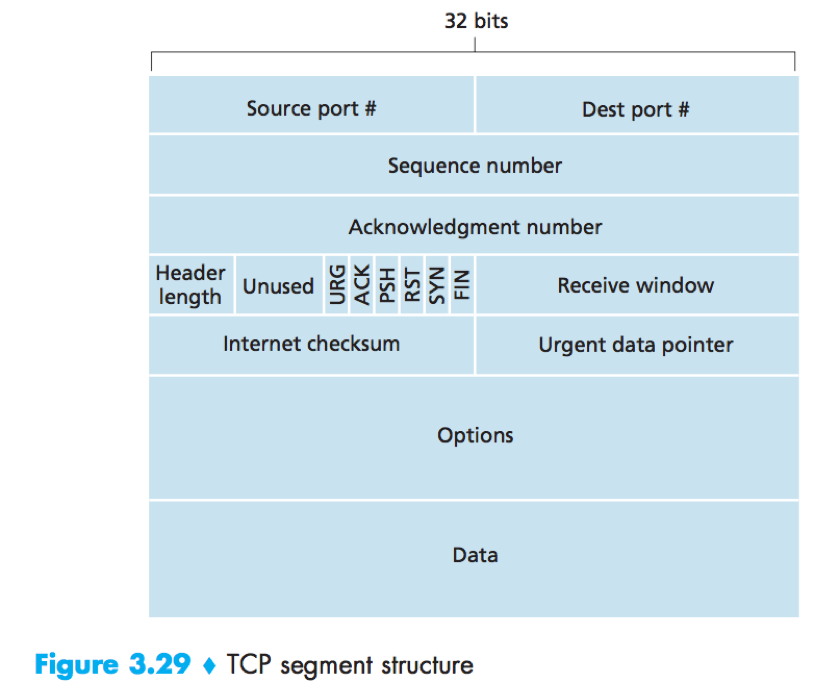 32 bits
Source port # Dest port #
Sequence number
Acknowledgment number
Header
length
Unused
URG
ACK
PSH
RST
SYN
FIN
Receive window
Internet checksum Urgent data pointer
Options
Data
Figure 3.29 ♦ TCP segment structure